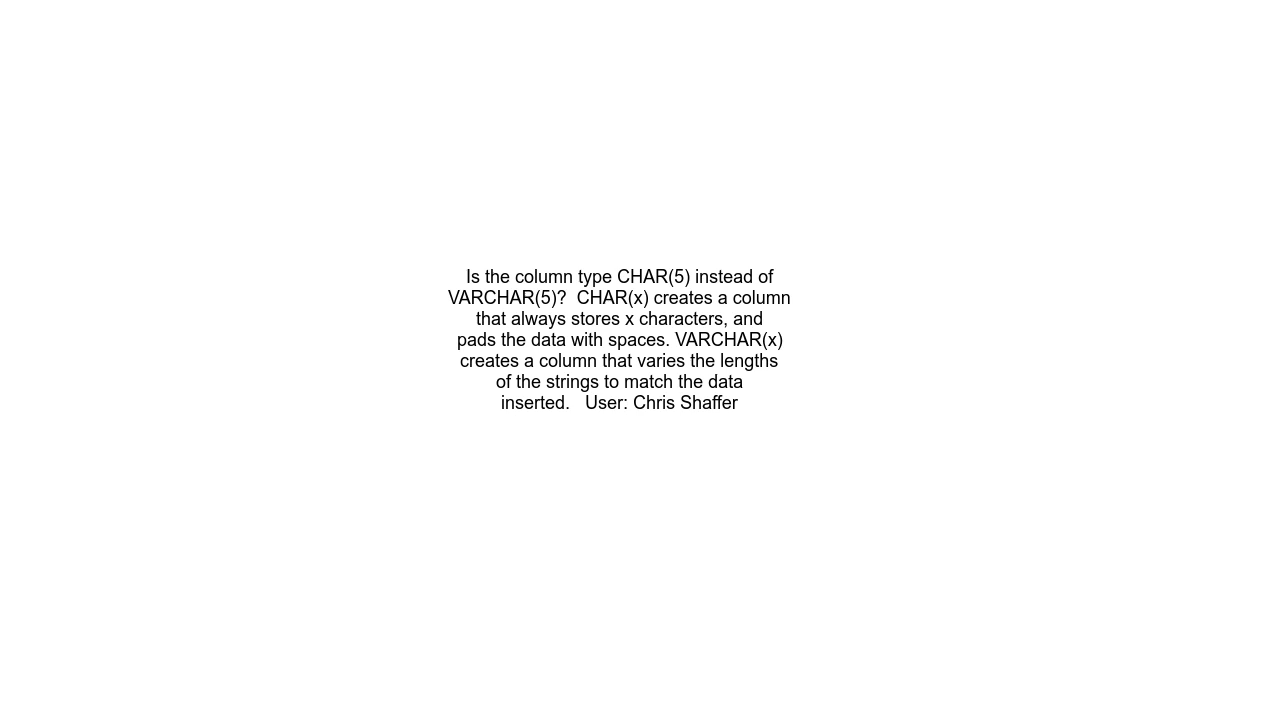 Is the column type CHAR(5) instead of
VARCHAR(5)?  CHAR(x) creates a column
that always stores x characters, and
pads the data with spaces. VARCHAR(x)
creates a column that varies the lengths
of the strings to match the data
inserted.   User: Chris Shaffer